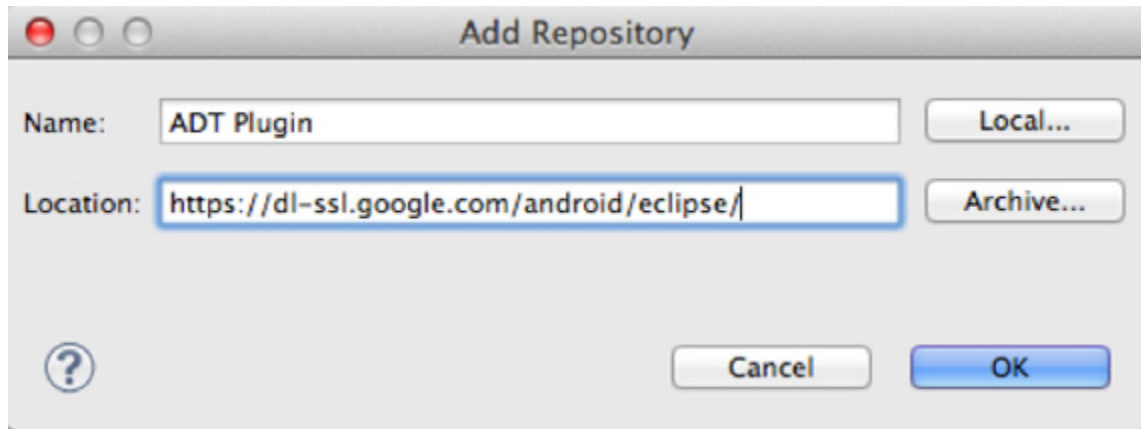 Add Repository
Name: ADT Plugin Local...
Location: https://dl-ssl.google.com/android/eclipse/ Archive...
? Cancel OK